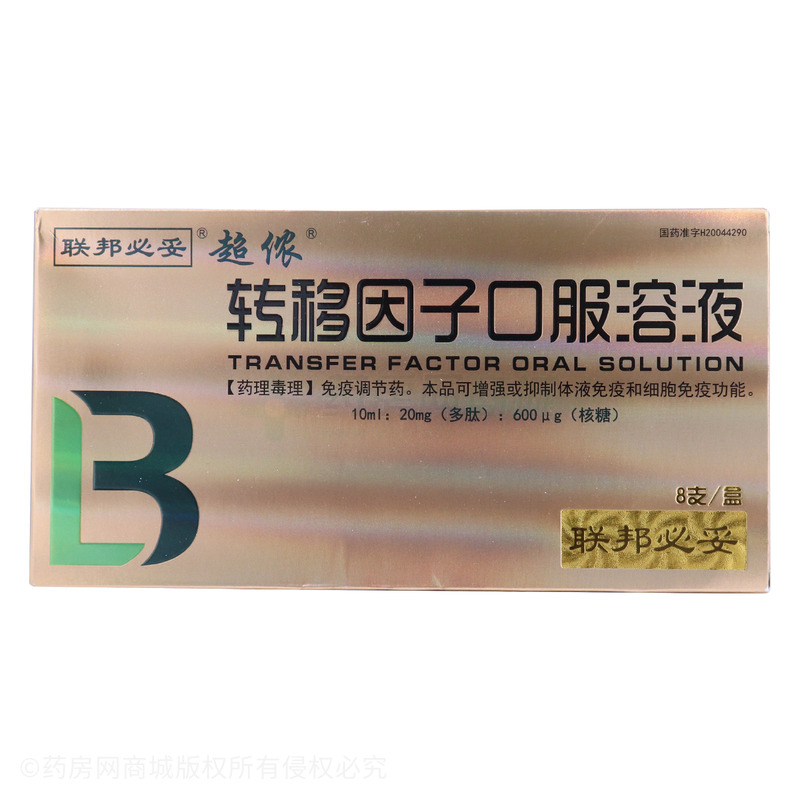 联邦必妥® 超侬®
国药准字H20044290
转移因子口服溶液
TRANSFER FACTOR ORAL SOLUTION
【药理毒理】免疫调节药。本品可增强或抑制体液免疫和细胞免疫功能。
10ml：20mg（多肽）：600μg（核糖）
8支/盒
联邦必妥
©药房网商城版权所有侵权必究